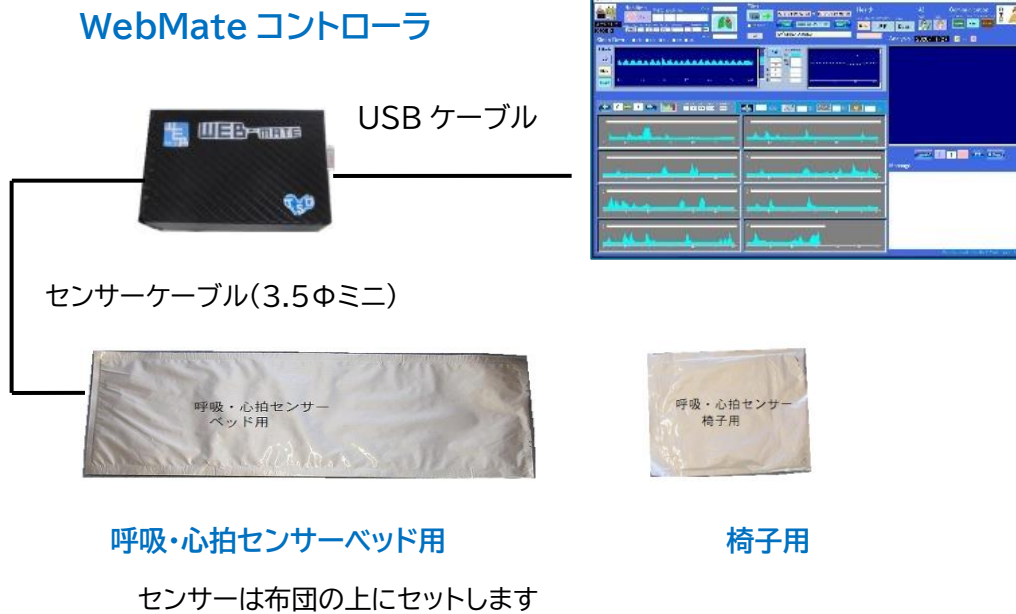 WebMate コントローラ
WEB-MATE
USB ケーブル
センサーケーブル(3.5Φミニ)
呼吸・心拍センサー
ベッド用
呼吸・心拍センサー
椅子用
呼吸・心拍センサーベッド用
椅子用
センサーは布団の上にセットします